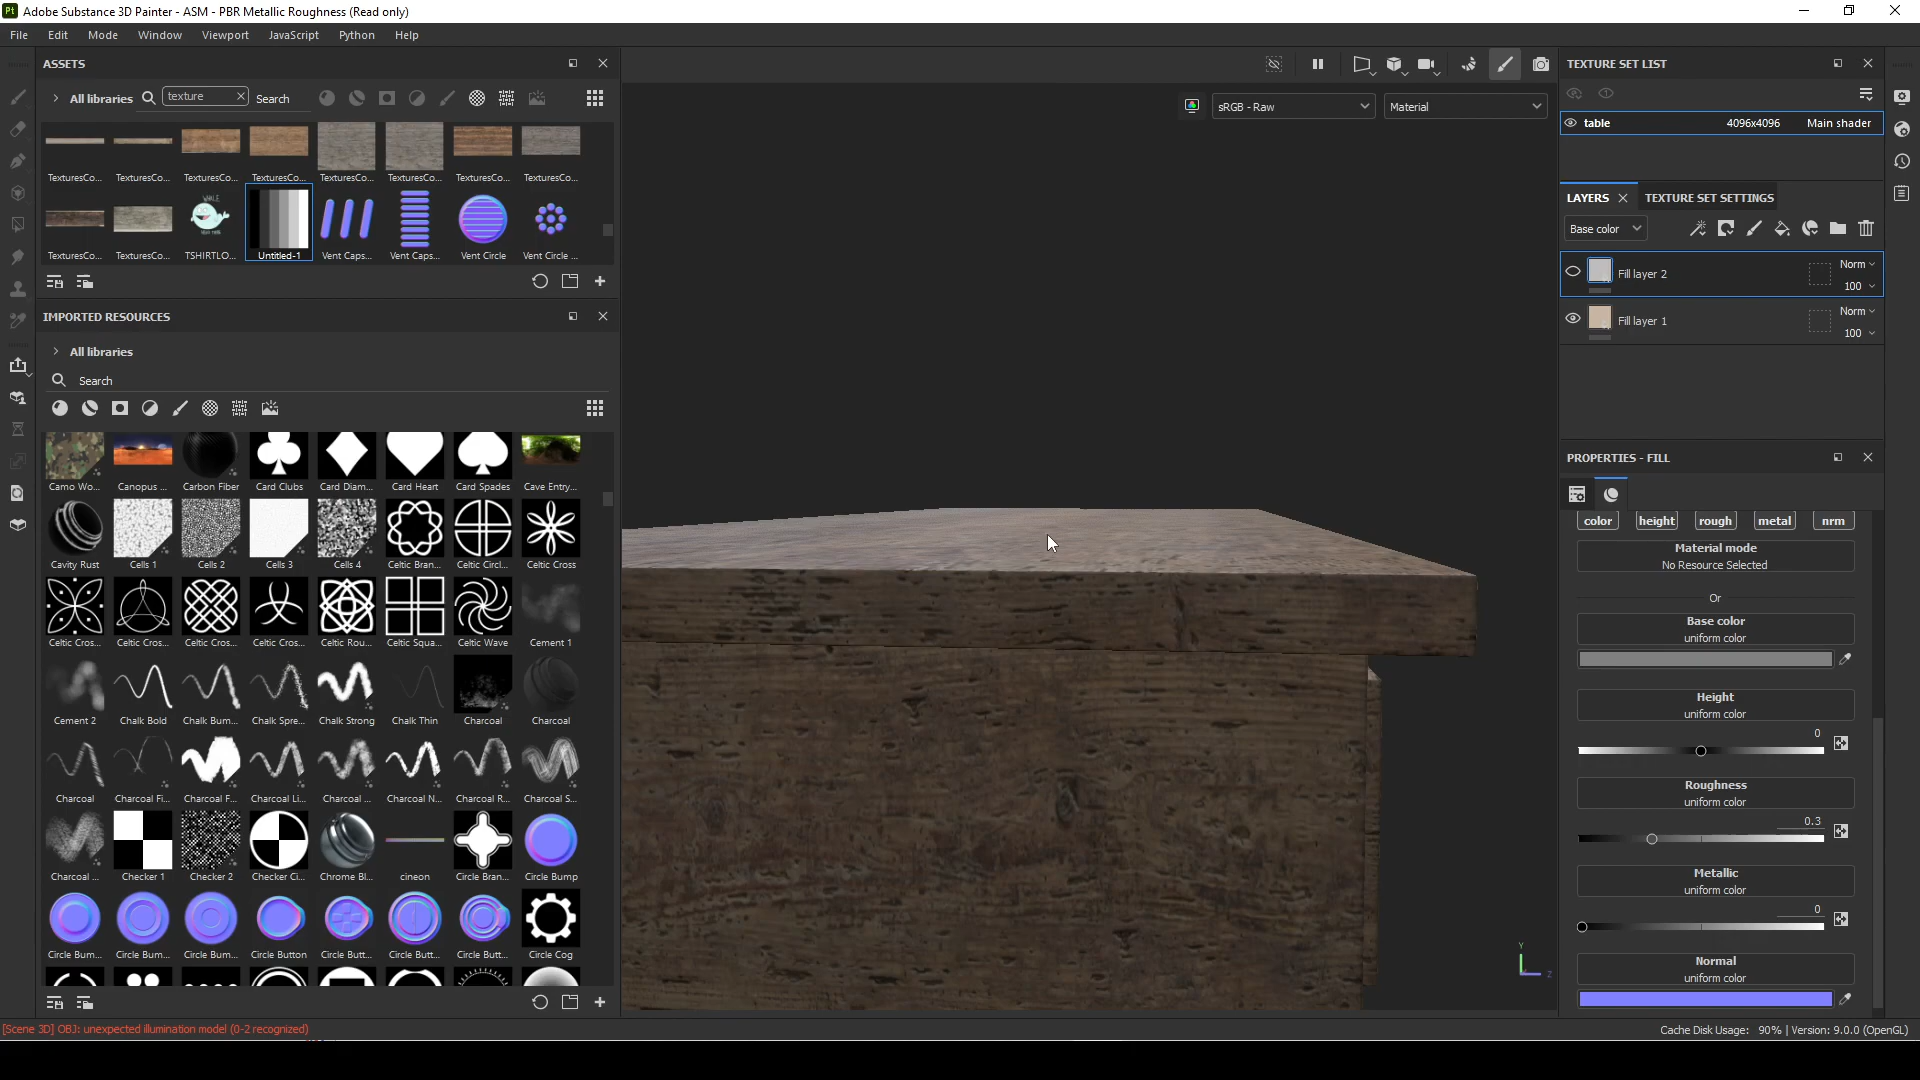 Adobe Substance 3D Painter - ASM - PBR Metallic Roughness (Read only)
File Edit Mode Window Viewport JavaScript Python Help
ASSETS
All libraries texture Search
TexturesCo... TexturesCo... TexturesCo... TexturesCo... TexturesCo... TexturesCo... TexturesCo... TexturesCo...
TexturesCo... TexturesCo... TSHIRTLO... Untitled-1 Vent Caps... Vent Caps... Vent Circle Vent Circle ...
IMPORTED RESOURCES
All libraries
Search
Camo Wo... Canopus ... Carbon Fiber Card Clubs Card Diam... Card Heart Card Spades Cave Entry...
Cavity Rust Cells 1 Cells 2 Cells 3 Cells 4 Celtic Bran... Celtic Circl... Celtic Cross
Celtic Cros... Celtic Cros... Celtic Cros... Celtic Cros... Celtic Rou... Celtic Squa... Celtic Wave Cement 1
Cement 2 Chalk Bold Chalk Bum... Chalk Spre... Chalk Strong Chalk Thin Charcoal Charcoal
Charcoal Charcoal Fi... Charcoal F... Charcoal Li... Charcoal ... Charcoal N... Charcoal R... Charcoal S...
Charcoal ... Checker 1 Checker 2 Checker Ci... Chrome Bl... cineon Circle Bran... Circle Bump
Circle Bum... Circle Bum... Circle Bum... Circle Button Circle Butt... Circle Butt... Circle Butt... Circle Cog
[Scene 3D] OBJ: unexpected illumination model (0-2 recognized)
sRGB - Raw Material
Y
Z
TEXTURE SET LIST
table 4096x4096 Main shader
LAYERS TEXTURE SET SETTINGS
Base color
Fill layer 2 Norm
100
Fill layer 1 Norm
100
PROPERTIES - FILL
color height rough metal nrm
Material mode
No Resource Selected
Or
Base color
uniform color
Height
uniform color
0
Roughness
uniform color
0.3
Metallic
uniform color
0
Normal
uniform color
Cache Disk Usage: 90% | Version: 9.0.0 (OpenGL)